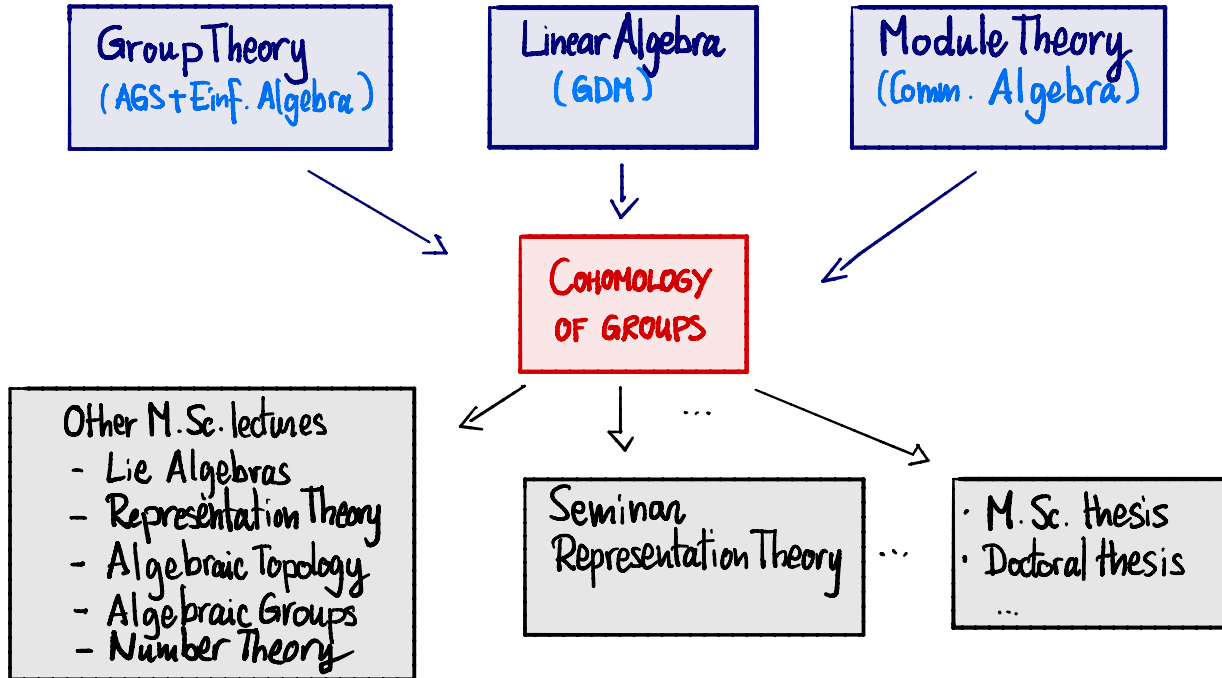 Group Theory
(AGS+Einf. Algebra)
Linear Algebra
(GDM)
Module Theory
(Comm. Algebra)
COHOMOLOGY
OF GROUPS
...
Other M.Sc. lectures
- Lie Algebras
- Representation Theory
- Algebraic Topology
- Algebraic Groups
- Number Theory
Seminar
Representation Theory
...
· M.Sc. thesis
· Doctoral thesis
...